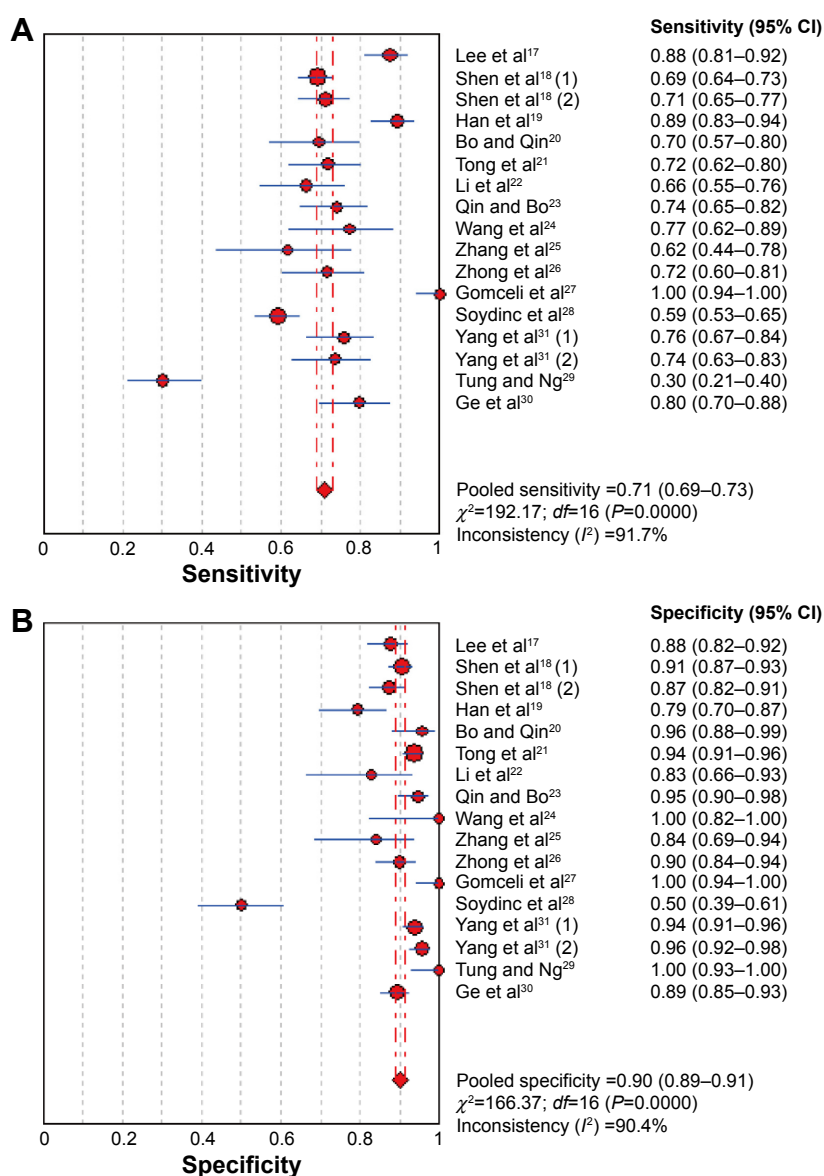 A
Sensitivity (95% CI)
Lee et al17 0.88 (0.81–0.92)
Shen et al18 (1) 0.69 (0.64–0.73)
Shen et al18 (2) 0.71 (0.65–0.77)
Han et al19 0.89 (0.83–0.94)
Bo and Qin20 0.70 (0.57–0.80)
Tong et al21 0.72 (0.62–0.80)
Li et al22 0.66 (0.55–0.76)
Qin and Bo23 0.74 (0.65–0.82)
Wang et al24 0.77 (0.62–0.89)
Zhang et al25 0.62 (0.44–0.78)
Zhong et al26 0.72 (0.60–0.81)
Gomceli et al27 1.00 (0.94–1.00)
Soydinc et al28 0.59 (0.53–0.65)
Yang et al31 (1) 0.76 (0.67–0.84)
Yang et al31 (2) 0.74 (0.63–0.83)
Tung and Ng29 0.30 (0.21–0.40)
Ge et al30 0.80 (0.70–0.88)
Pooled sensitivity =0.71 (0.69–0.73)
χ2=192.17; df=16 (P=0.0000)
Inconsistency (I2) =91.7%
0 0.2 0.4 0.6 0.8 1
Sensitivity
B
Specificity (95% CI)
Lee et al17 0.88 (0.82–0.92)
Shen et al18 (1) 0.91 (0.87–0.93)
Shen et al18 (2) 0.87 (0.82–0.91)
Han et al19 0.79 (0.70–0.87)
Bo and Qin20 0.96 (0.88–0.99)
Tong et al21 0.94 (0.91–0.96)
Li et al22 0.83 (0.66–0.93)
Qin and Bo23 0.95 (0.90–0.98)
Wang et al24 1.00 (0.82–1.00)
Zhang et al25 0.84 (0.69–0.94)
Zhong et al26 0.90 (0.84–0.94)
Gomceli et al27 1.00 (0.94–1.00)
Soydinc et al28 0.50 (0.39–0.61)
Yang et al31 (1) 0.94 (0.91–0.96)
Yang et al31 (2) 0.96 (0.92–0.98)
Tung and Ng29 1.00 (0.93–1.00)
Ge et al30 0.89 (0.85–0.93)
Pooled specificity =0.90 (0.89–0.91)
χ2=166.37; df=16 (P=0.0000)
Inconsistency (I2) =90.4%
0 0.2 0.4 0.6 0.8 1
Specificity